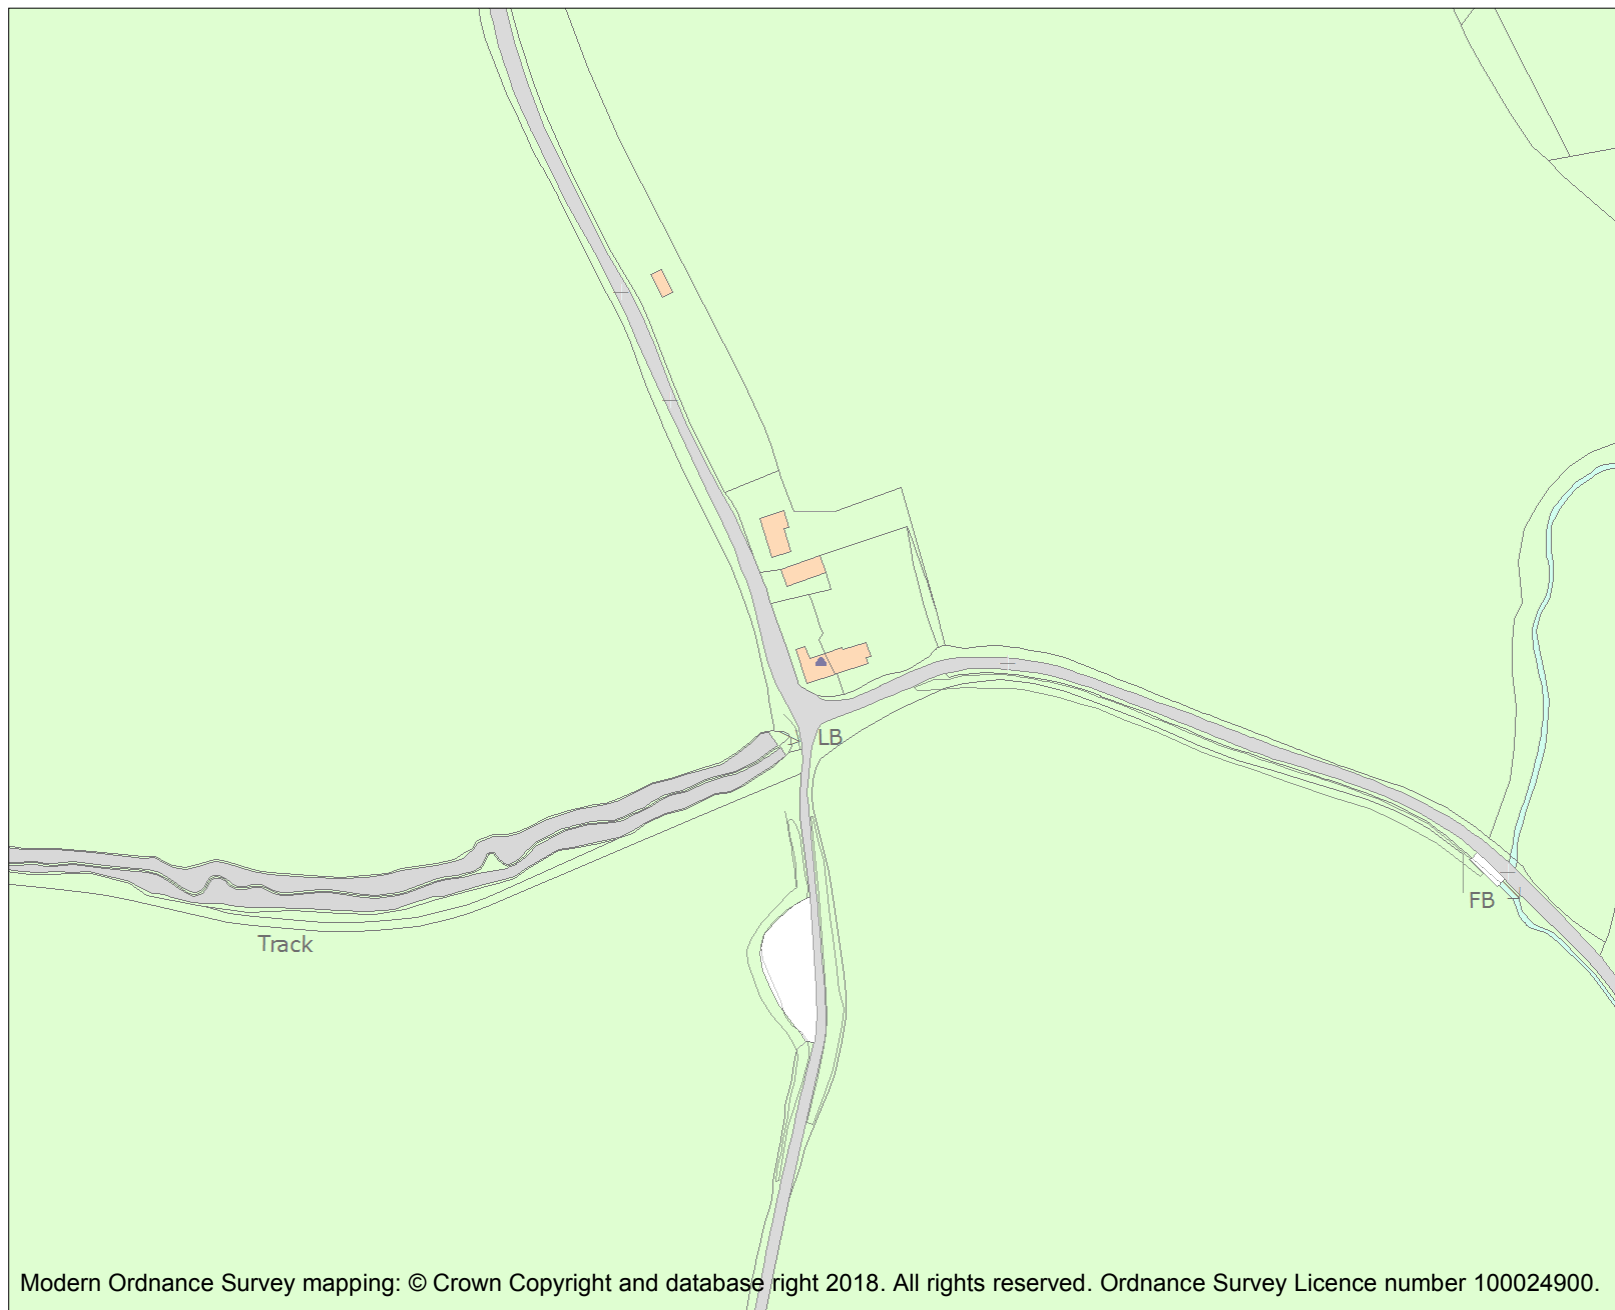 LB
FB
Track
Modern Ordnance Survey mapping: © Crown Copyright and database right 2018. All rights reserved. Ordnance Survey Licence number 100024900.